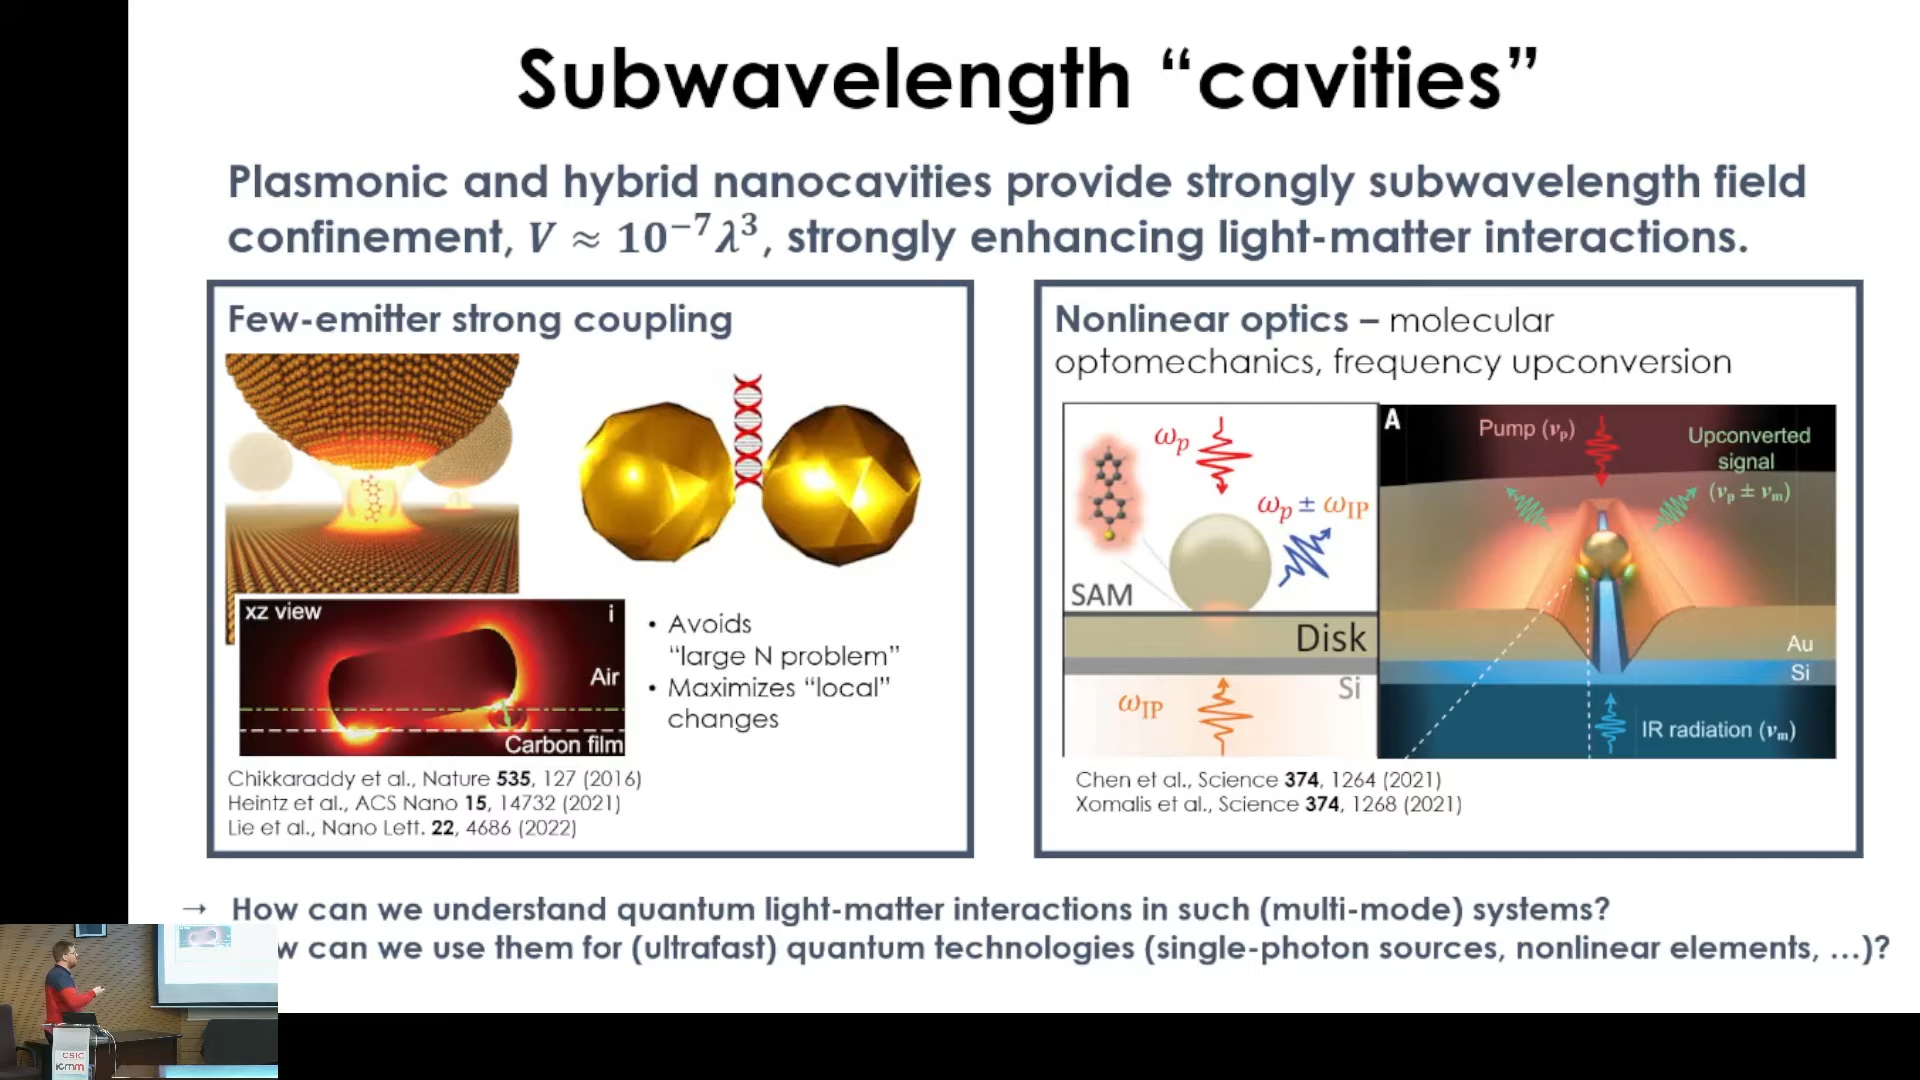 Subwavelength “cavities”
Plasmonic and hybrid nanocavities provide strongly subwavelength field
confinement, V ≈ 10⁻⁷λ³, strongly enhancing light-matter interactions.
Few-emitter strong coupling
xz view
i
Air
Carbon film
• Avoids
“large N problem”
• Maximizes “local”
changes
Chikkaraddy et al., Nature 535, 127 (2016)
Heintz et al., ACS Nano 15, 14732 (2021)
Lie et al., Nano Lett. 22, 4686 (2022)
Nonlinear optics – molecular
optomechanics, frequency upconversion
ωp
ωp ± ωIP
SAM
Disk
Si
ωIP
A
Pump (νp)
Upconverted
signal
(νp ± νm)
Au
Si
IR radiation (νm)
Chen et al., Science 374, 1264 (2021)
Xomalis et al., Science 374, 1268 (2021)
→ How can we understand quantum light-matter interactions in such (multi-mode) systems?
w can we use them for (ultrafast) quantum technologies (single-photon sources, nonlinear elements, …)?
CSIC
icmm